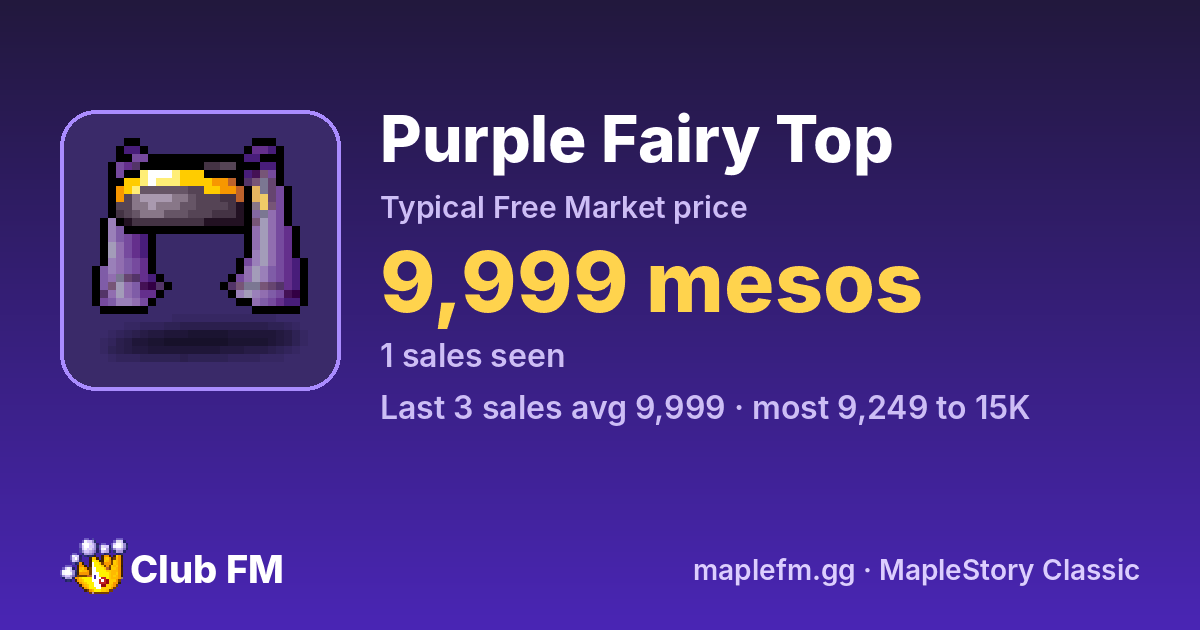 Purple Fairy Top
Typical Free Market price
9,999 mesos
1 sales seen
Last 3 sales avg 9,999 · most 9,249 to 15K
Club FM
maplefm.gg · MapleStory Classic